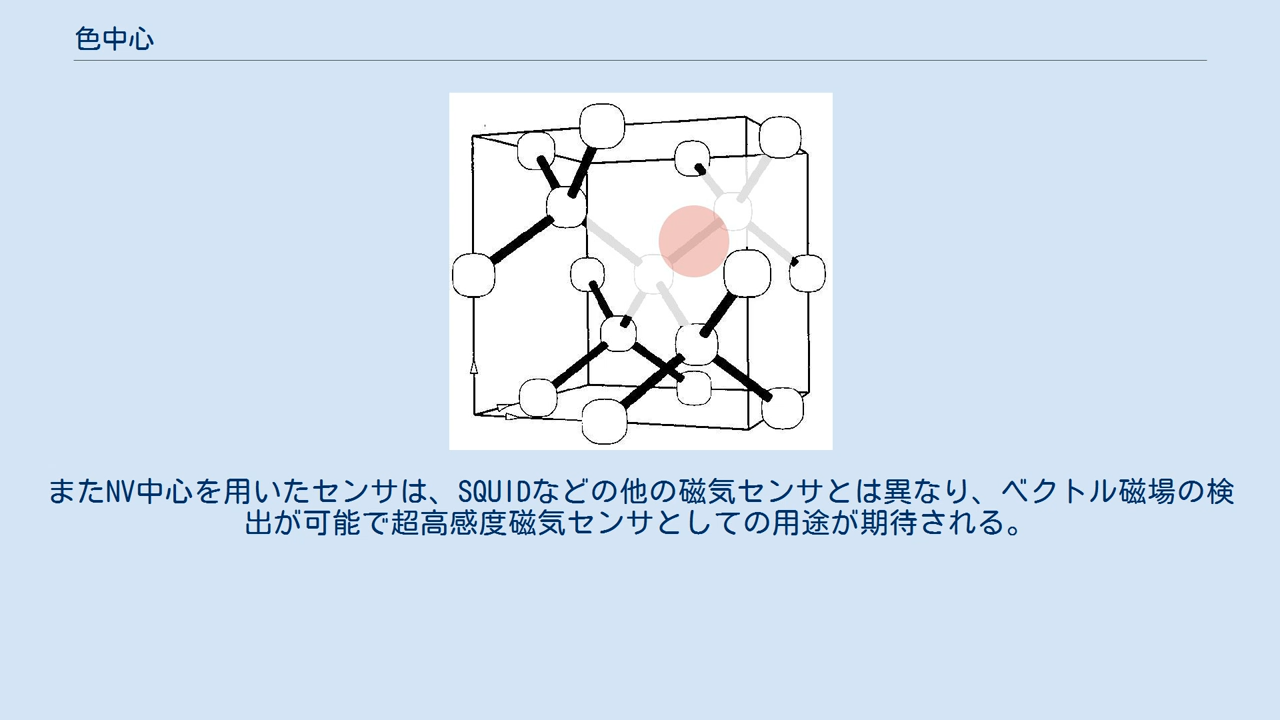 色中心
またNV中心を用いたセンサは、SQUIDなどの他の磁気センサとは異なり、ベクトル磁場の検
出が可能で超高感度磁気センサとしての用途が期待される。